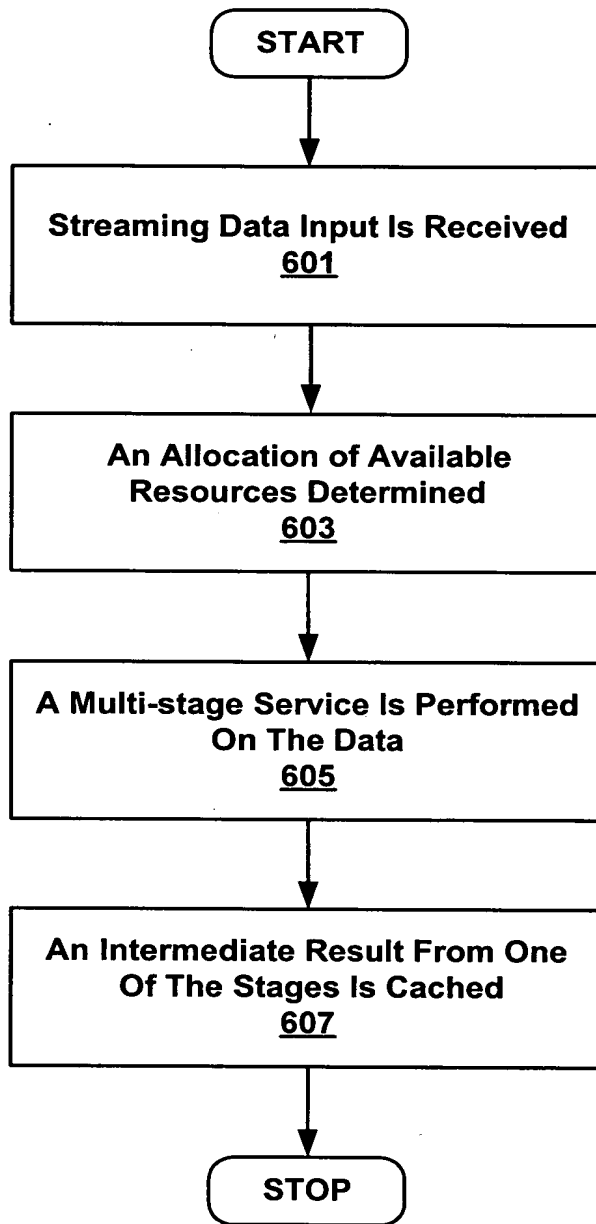 START
Streaming Data Input Is Received
601
An Allocation of Available
Resources Determined
603
A Multi-stage Service Is Performed
On The Data
605
An Intermediate Result From One
Of The Stages Is Cached
607
STOP